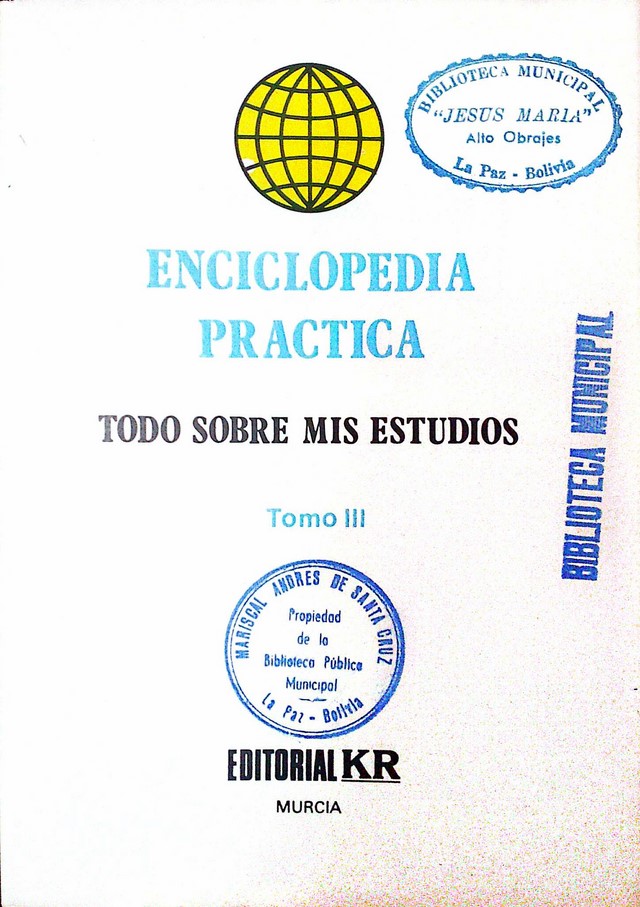 BIBLIOTECA MUNICIPAL
"JESUS MARIA"
Alto Obrajes
La Paz - Bolivia
ENCICLOPEDIA
PRACTICA
BIBLIOTECA MUNICIPAL
TODO SOBRE MIS ESTUDIOS
Tomo III
MARISCAL ANDRES DE SANTA CRUZ
Propiedad
de la
Biblioteca Pública
Municipal
La Paz - Bolivia
EDITORIAL KR
MURCIA